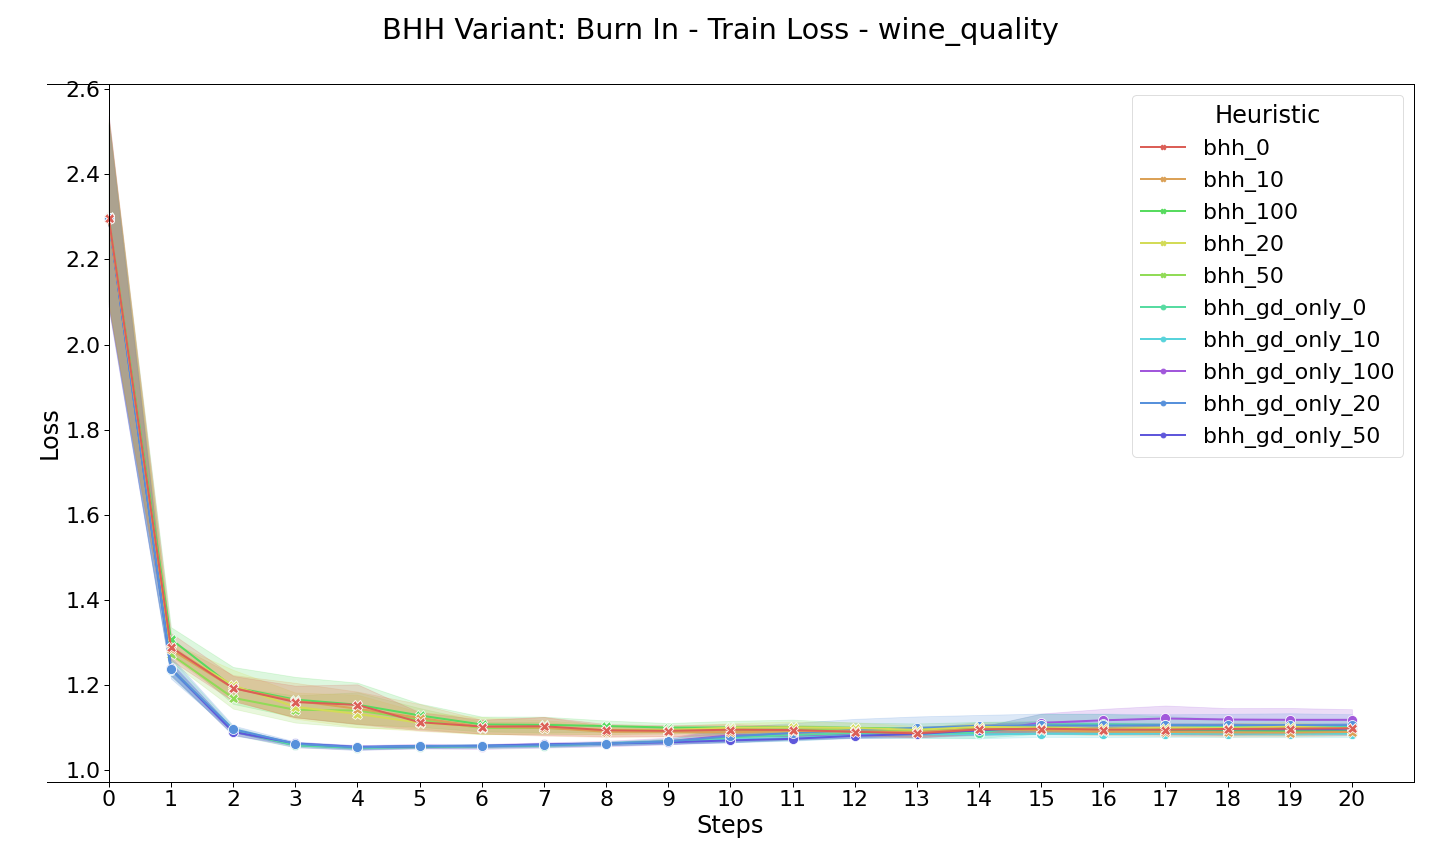 BHH Variant: Burn In - Train Loss - wine_quality
2.6
2.4
2.2
2.0
1.8
1.6
1.4
1.2
1.0
Loss
Heuristic
bhh_0
bhh_10
bhh_100
bhh_20
bhh_50
bhh_gd_only_0
bhh_gd_only_10
bhh_gd_only_100
bhh_gd_only_20
bhh_gd_only_50
0 1 2 3 4 5 6 7 8 9 10 11 12 13 14 15 16 17 18 19 20
Steps